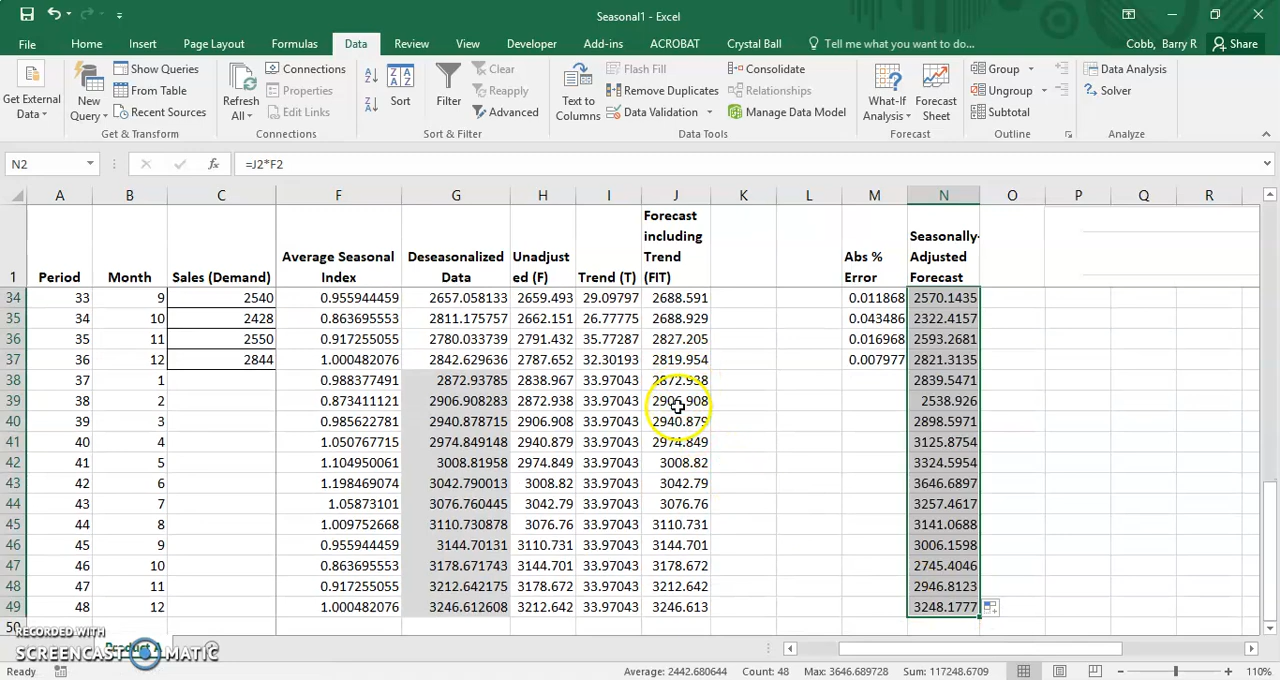 Seasonal1 - Excel
File Home Insert Page Layout Formulas Data Review View Developer Add-ins ACROBAT Crystal Ball Tell me what you want to do... Cobb, Barry R Share
Get External Data
New Query
Show Queries
From Table
Recent Sources
Get & Transform
Refresh All
Connections
Properties
Edit Links
Connections
Sort
Filter
Clear
Reapply
Advanced
Sort & Filter
Text to Columns
Flash Fill
Remove Duplicates
Data Validation
Consolidate
Relationships
Manage Data Model
Data Tools
What-If Analysis
Forecast Sheet
Forecast
Group
Ungroup
Subtotal
Outline
Data Analysis
Solver
Analyze
N2 fx =J2*F2
A B C F G H I J K L M N O P Q R
1 Period Month Sales (Demand) Average Seasonal Index Deseasonalized Data Unadjusted (F) Trend (T) Forecast including Trend (FIT) Abs % Error Seasonally-Adjusted Forecast
34 33 9 2540 0.955944459 2657.058133 2659.493 29.09797 2688.591 0.011868 2570.1435
35 34 10 2428 0.863695553 2811.175757 2662.151 26.77775 2688.929 0.043486 2322.4157
36 35 11 2550 0.917255445 2780.033739 2791.432 35.77287 2827.205 0.016968 2593.2681
37 36 12 2844 1.000482076 2842.629636 2787.652 32.30193 2819.954 0.007977 2821.3135
38 37 1 0.988377491 2872.93785 2838.967 33.97043 2872.938 2839.5471
39 38 2 0.873411121 2906.908283 2872.938 33.97043 2906.908 2538.926
40 39 3 0.985622781 2940.878715 2906.908 33.97043 2940.879 2898.5971
41 40 4 1.050767715 2974.849148 2940.879 33.97043 2974.849 3125.8754
42 41 5 1.104950061 3008.81958 2974.849 33.97043 3008.82 3324.5954
43 42 6 1.198469074 3042.790013 3008.82 33.97043 3042.79 3646.6897
44 43 7 1.05873101 3076.760445 3042.79 33.97043 3076.76 3257.4617
45 44 8 1.009752668 3110.730878 3076.76 33.97043 3110.731 3141.0688
46 45 9 0.955944459 3144.70131 3110.731 33.97043 3144.701 3006.1598
47 46 10 0.863695553 3178.671743 3144.701 33.97043 3178.672 2745.4046
48 47 11 0.917255445 3212.642175 3178.672 33.97043 3212.642 2946.8123
49 48 12 1.000482076 3246.612608 3212.642 33.97043 3246.613 3248.1777
50
RECORDED WITH
SCREENCAST-O-MATIC
Ready Average: 2442.680644 Count: 48 Max: 3646.689728 Sum: 117248.6709 110%